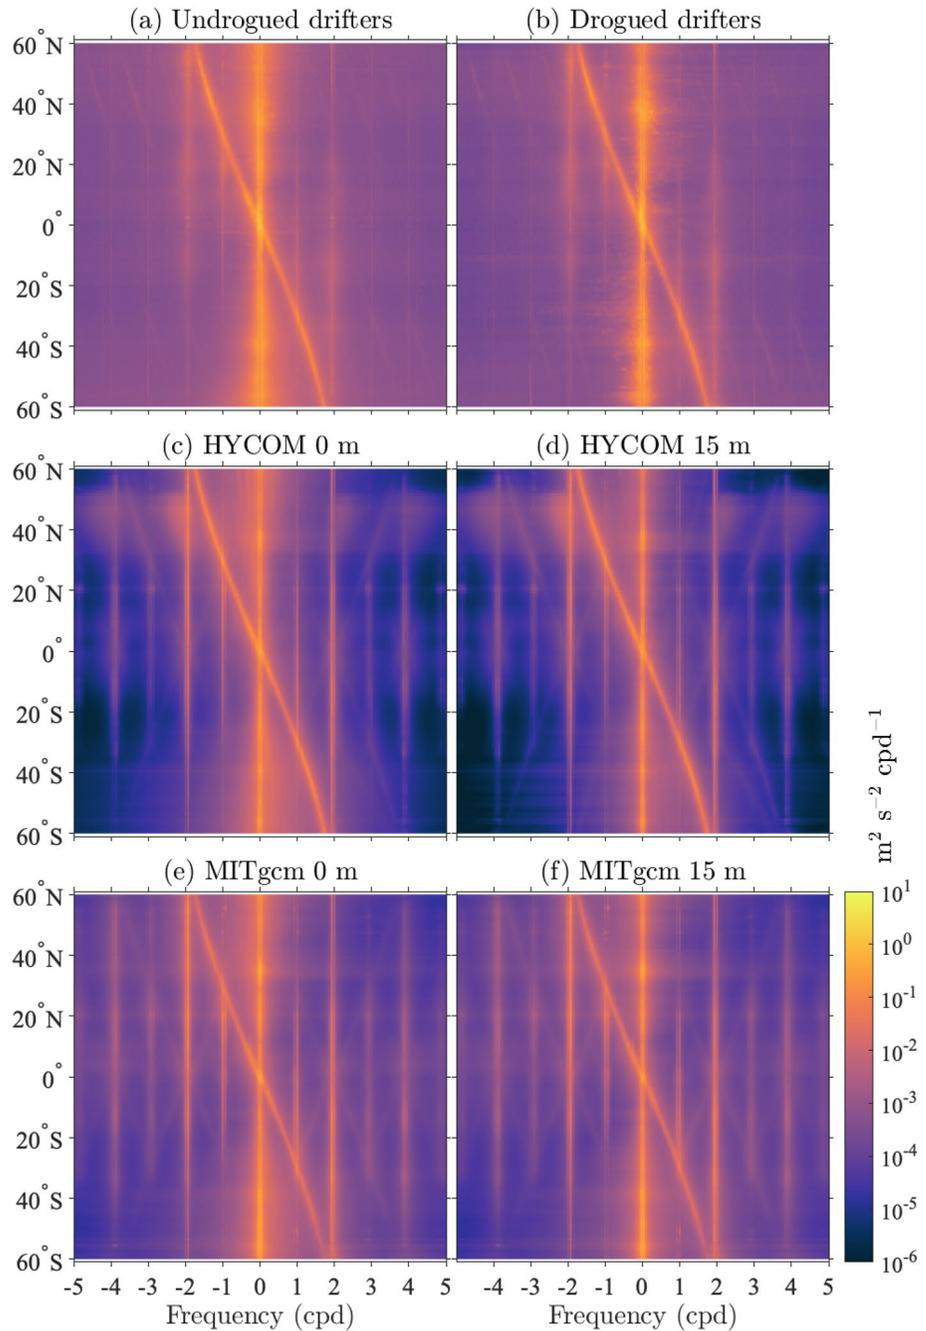 (a) Undrogued drifters
(b) Drogued drifters
60°N
40°N
20°N
0°
20°S
40°S
60°S
(c) HYCOM 0 m
(d) HYCOM 15 m
60°N
40°N
20°N
0°
20°S
40°S
60°S
m² s⁻² cpd⁻¹
(e) MITgcm 0 m
(f) MITgcm 15 m
60°N
40°N
20°N
0°
20°S
40°S
60°S
10¹
10⁰
10⁻¹
10⁻²
10⁻³
10⁻⁴
10⁻⁵
10⁻⁶
-5 -4 -3 -2 -1 0 1 2 3 4 5
-4 -3 -2 -1 0 1 2 3 4 5
Frequency (cpd)
Frequency (cpd)